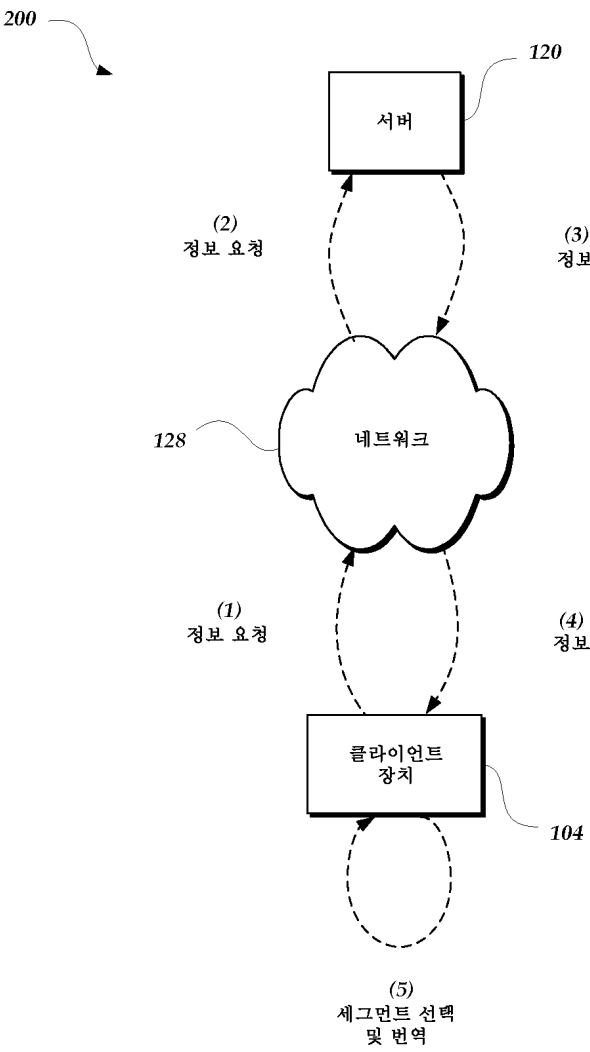 200
120
서버
(2)
정보 요청
(3)
정보
네트워크
128
(1)
정보 요청
(4)
정보
클라이언트
장치
104
(5)
세그먼트 선택
및 번역